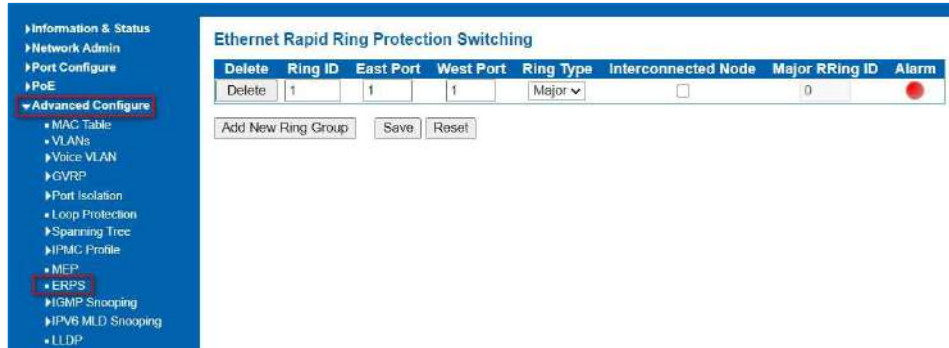 Information & Status
Network Admin
Port Configure
PoE
Advanced Configure
MAC Table
VLANs
Voice VLAN
GVRP
Port Isolation
Loop Protection
Spanning Tree
IPMC Profile
MEP
ERPS
IGMP Snooping
IPV6 MLD Snooping
LLDP
Ethernet Rapid Ring Protection Switching
Delete Ring ID East Port West Port Ring Type Interconnected Node Major RRing ID Alarm
Delete 1 1 1 Major 0
Add New Ring Group Save Reset